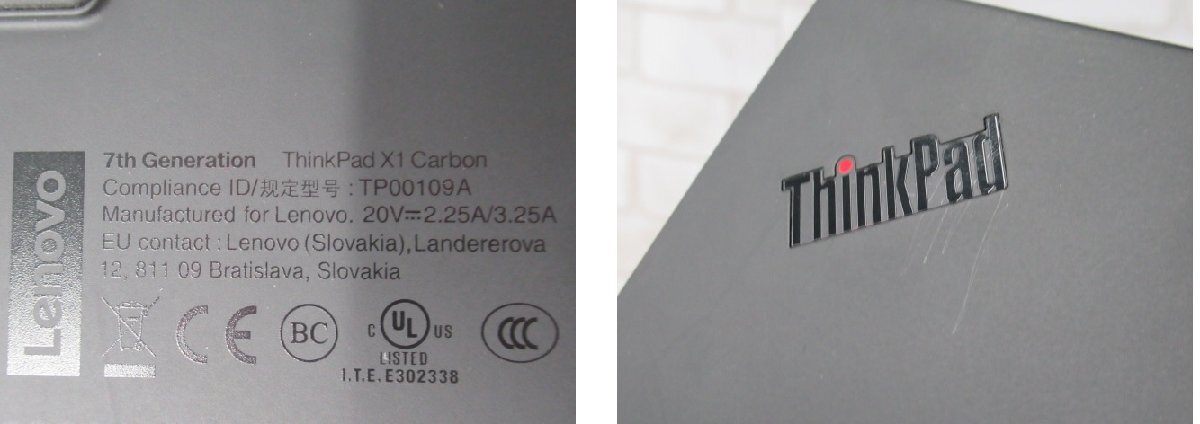 Lenovo
7th Generation ThinkPad X1 Carbon
Compliance ID/规定型号 : TP00109A
Manufactured for Lenovo. 20V⎓2.25A/3.25A
EU contact : Lenovo (Slovakia), Landererova
12, 811 09 Bratislava, Slovakia
CE
BC
C UL US
LISTED
I.T.E. E302338
CCC
ThinkPad